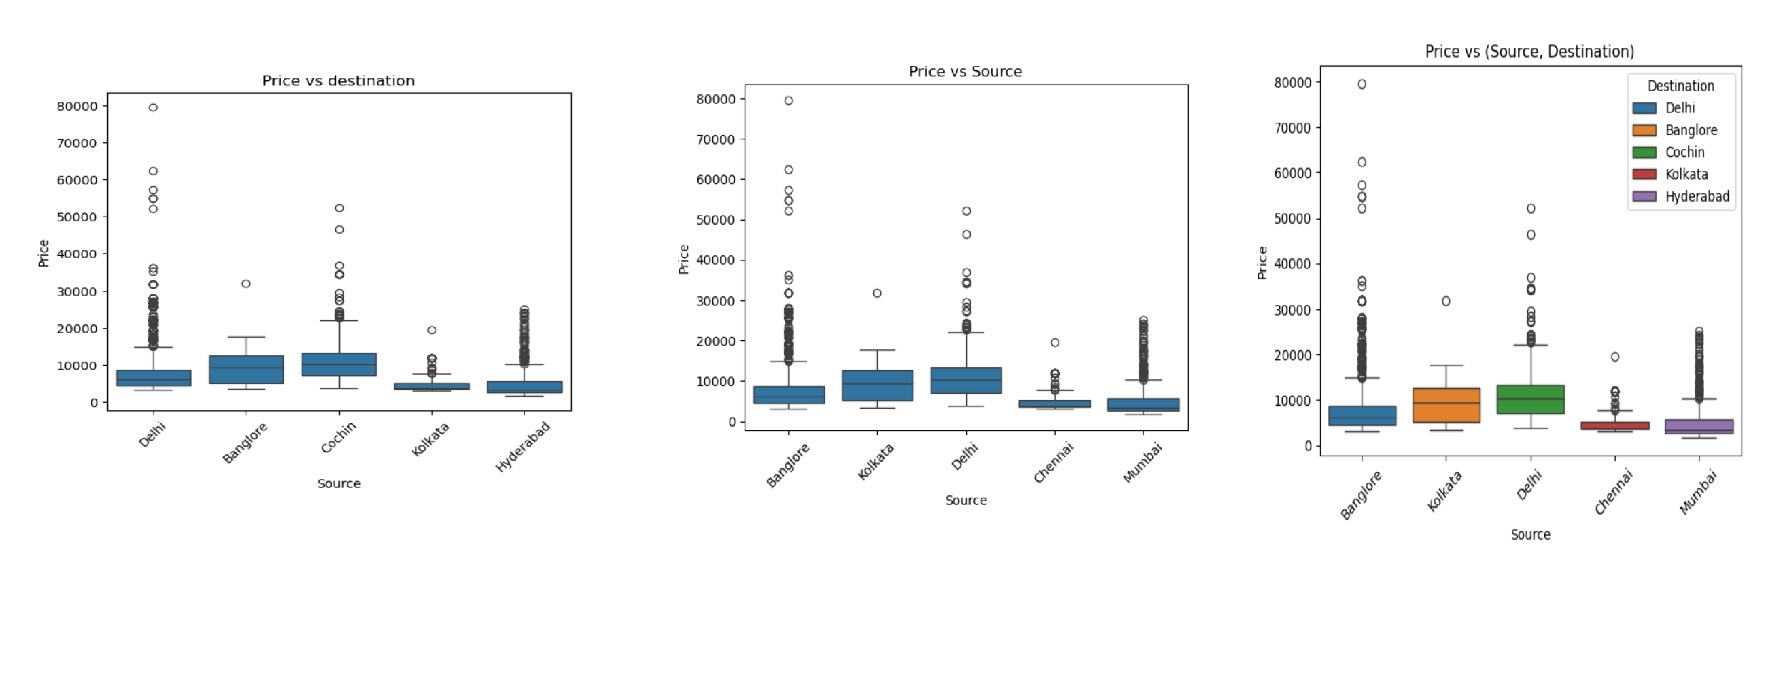 Price vs destination
80000
70000
60000
50000
40000
30000
20000
10000
0
Price
Delhi
Banglore
Cochin
Kolkata
Hyderabad
Source
Price vs Source
80000
70000
60000
50000
40000
30000
20000
10000
0
Price
Banglore
Kolkata
Delhi
Chennai
Mumbai
Source
Price vs (Source, Destination)
80000
70000
60000
50000
40000
30000
20000
10000
0
Price
Destination
Delhi
Banglore
Cochin
Kolkata
Hyderabad
Banglore
Kolkata
Delhi
Chennai
Mumbai
Source